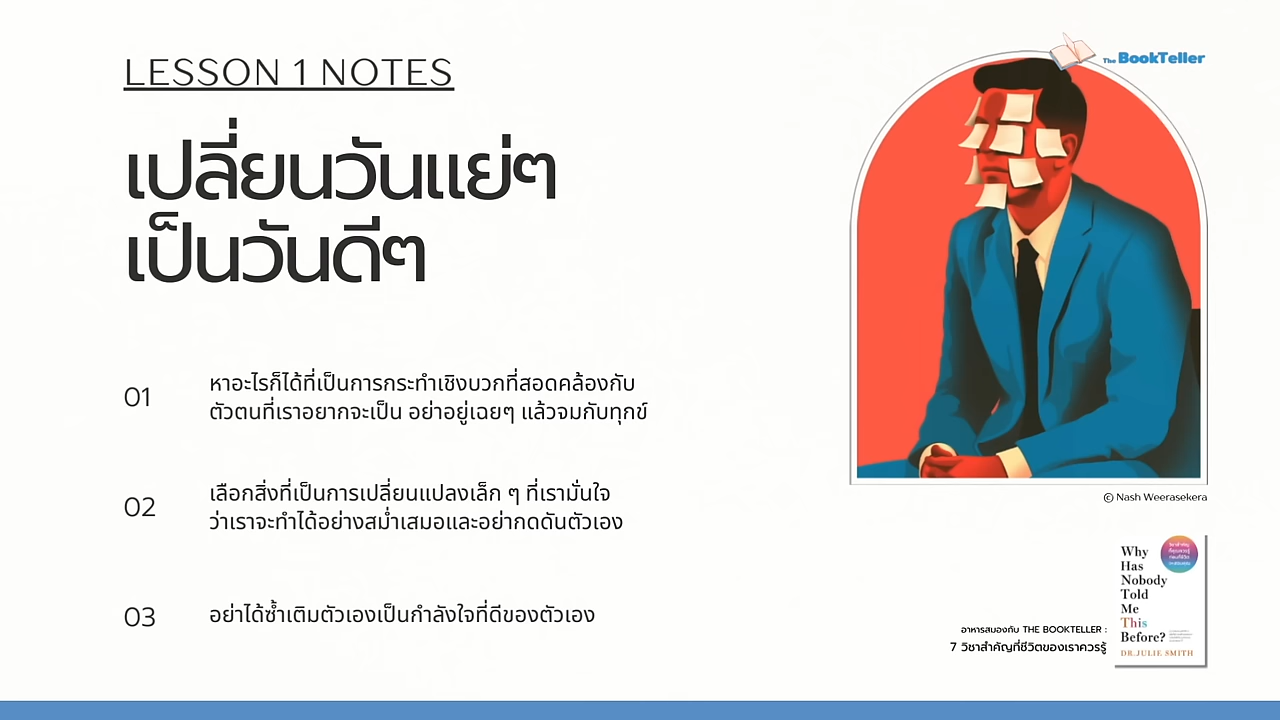 LESSON 1 NOTES
The BookTeller
เปลี่ยนวันแย่ๆ
เป็นวันดีๆ
01
หาอะไรก็ได้ที่เป็นการกระทำเชิงบวกที่สอดคล้องกับ
ตัวตนที่เราอยากจะเป็น อย่าอยู่เฉยๆ แล้วจมกับทุกข์
02
เลือกสิ่งที่เป็นการเปลี่ยนแปลงเล็ก ๆ ที่เรามั่นใจ
ว่าเราจะทำได้อย่างสม่ำเสมอและอย่ากดดันตัวเอง
03
อย่าได้ซ้ำเติมตัวเองเป็นกำลังใจที่ดีของตัวเอง
© Nash Weerasekera
Why
Has
Nobody
Told
Me
This
Before?
DR.JULIE SMITH
อาหารสมองกับ THE BOOKTELLER :
7 วิชาสำคัญที่ชีวิตของเราควรรู้